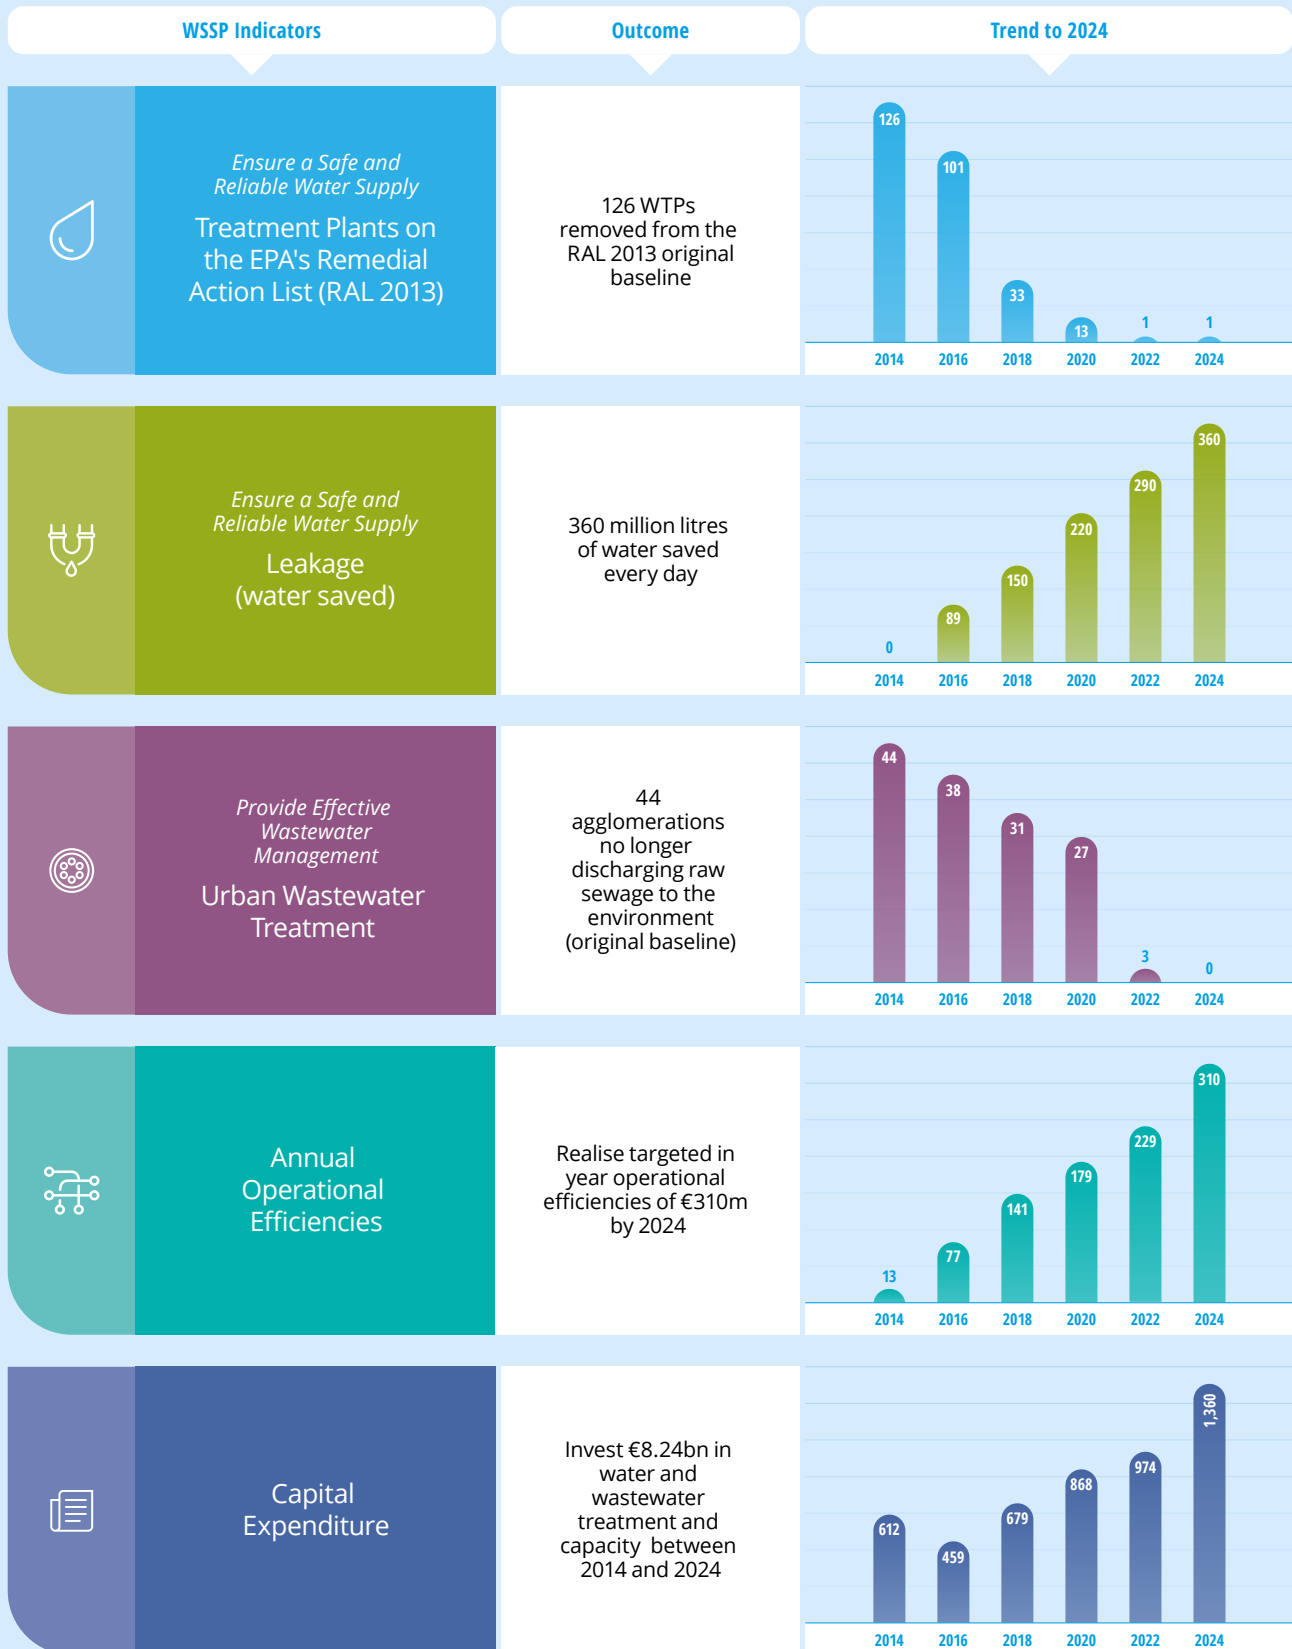 WSSP Indicators
Outcome
Trend to 2024
Ensure a Safe and
Reliable Water Supply
Treatment Plants on
the EPA's Remedial
Action List (RAL 2013)
126 WTPs
removed from the
RAL 2013 original
baseline
126
101
33
13
1
1
2014 2016 2018 2020 2022 2024
Ensure a Safe and
Reliable Water Supply
Leakage
(water saved)
360 million litres
of water saved
every day
0
89
150
220
290
360
2014 2016 2018 2020 2022 2024
Provide Effective
Wastewater
Management
Urban Wastewater
Treatment
44
agglomerations
no longer
discharging raw
sewage to the
environment
(original baseline)
44
38
31
27
3
0
2014 2016 2018 2020 2022 2024
Annual
Operational
Efficiencies
Realise targeted in
year operational
efficiencies of €310m
by 2024
13
77
141
179
229
310
2014 2016 2018 2020 2022 2024
Capital
Expenditure
Invest €8.24bn in
water and
wastewater
treatment and
capacity between
2014 and 2024
612
459
679
868
974
1,360
2014 2016 2018 2020 2022 2024